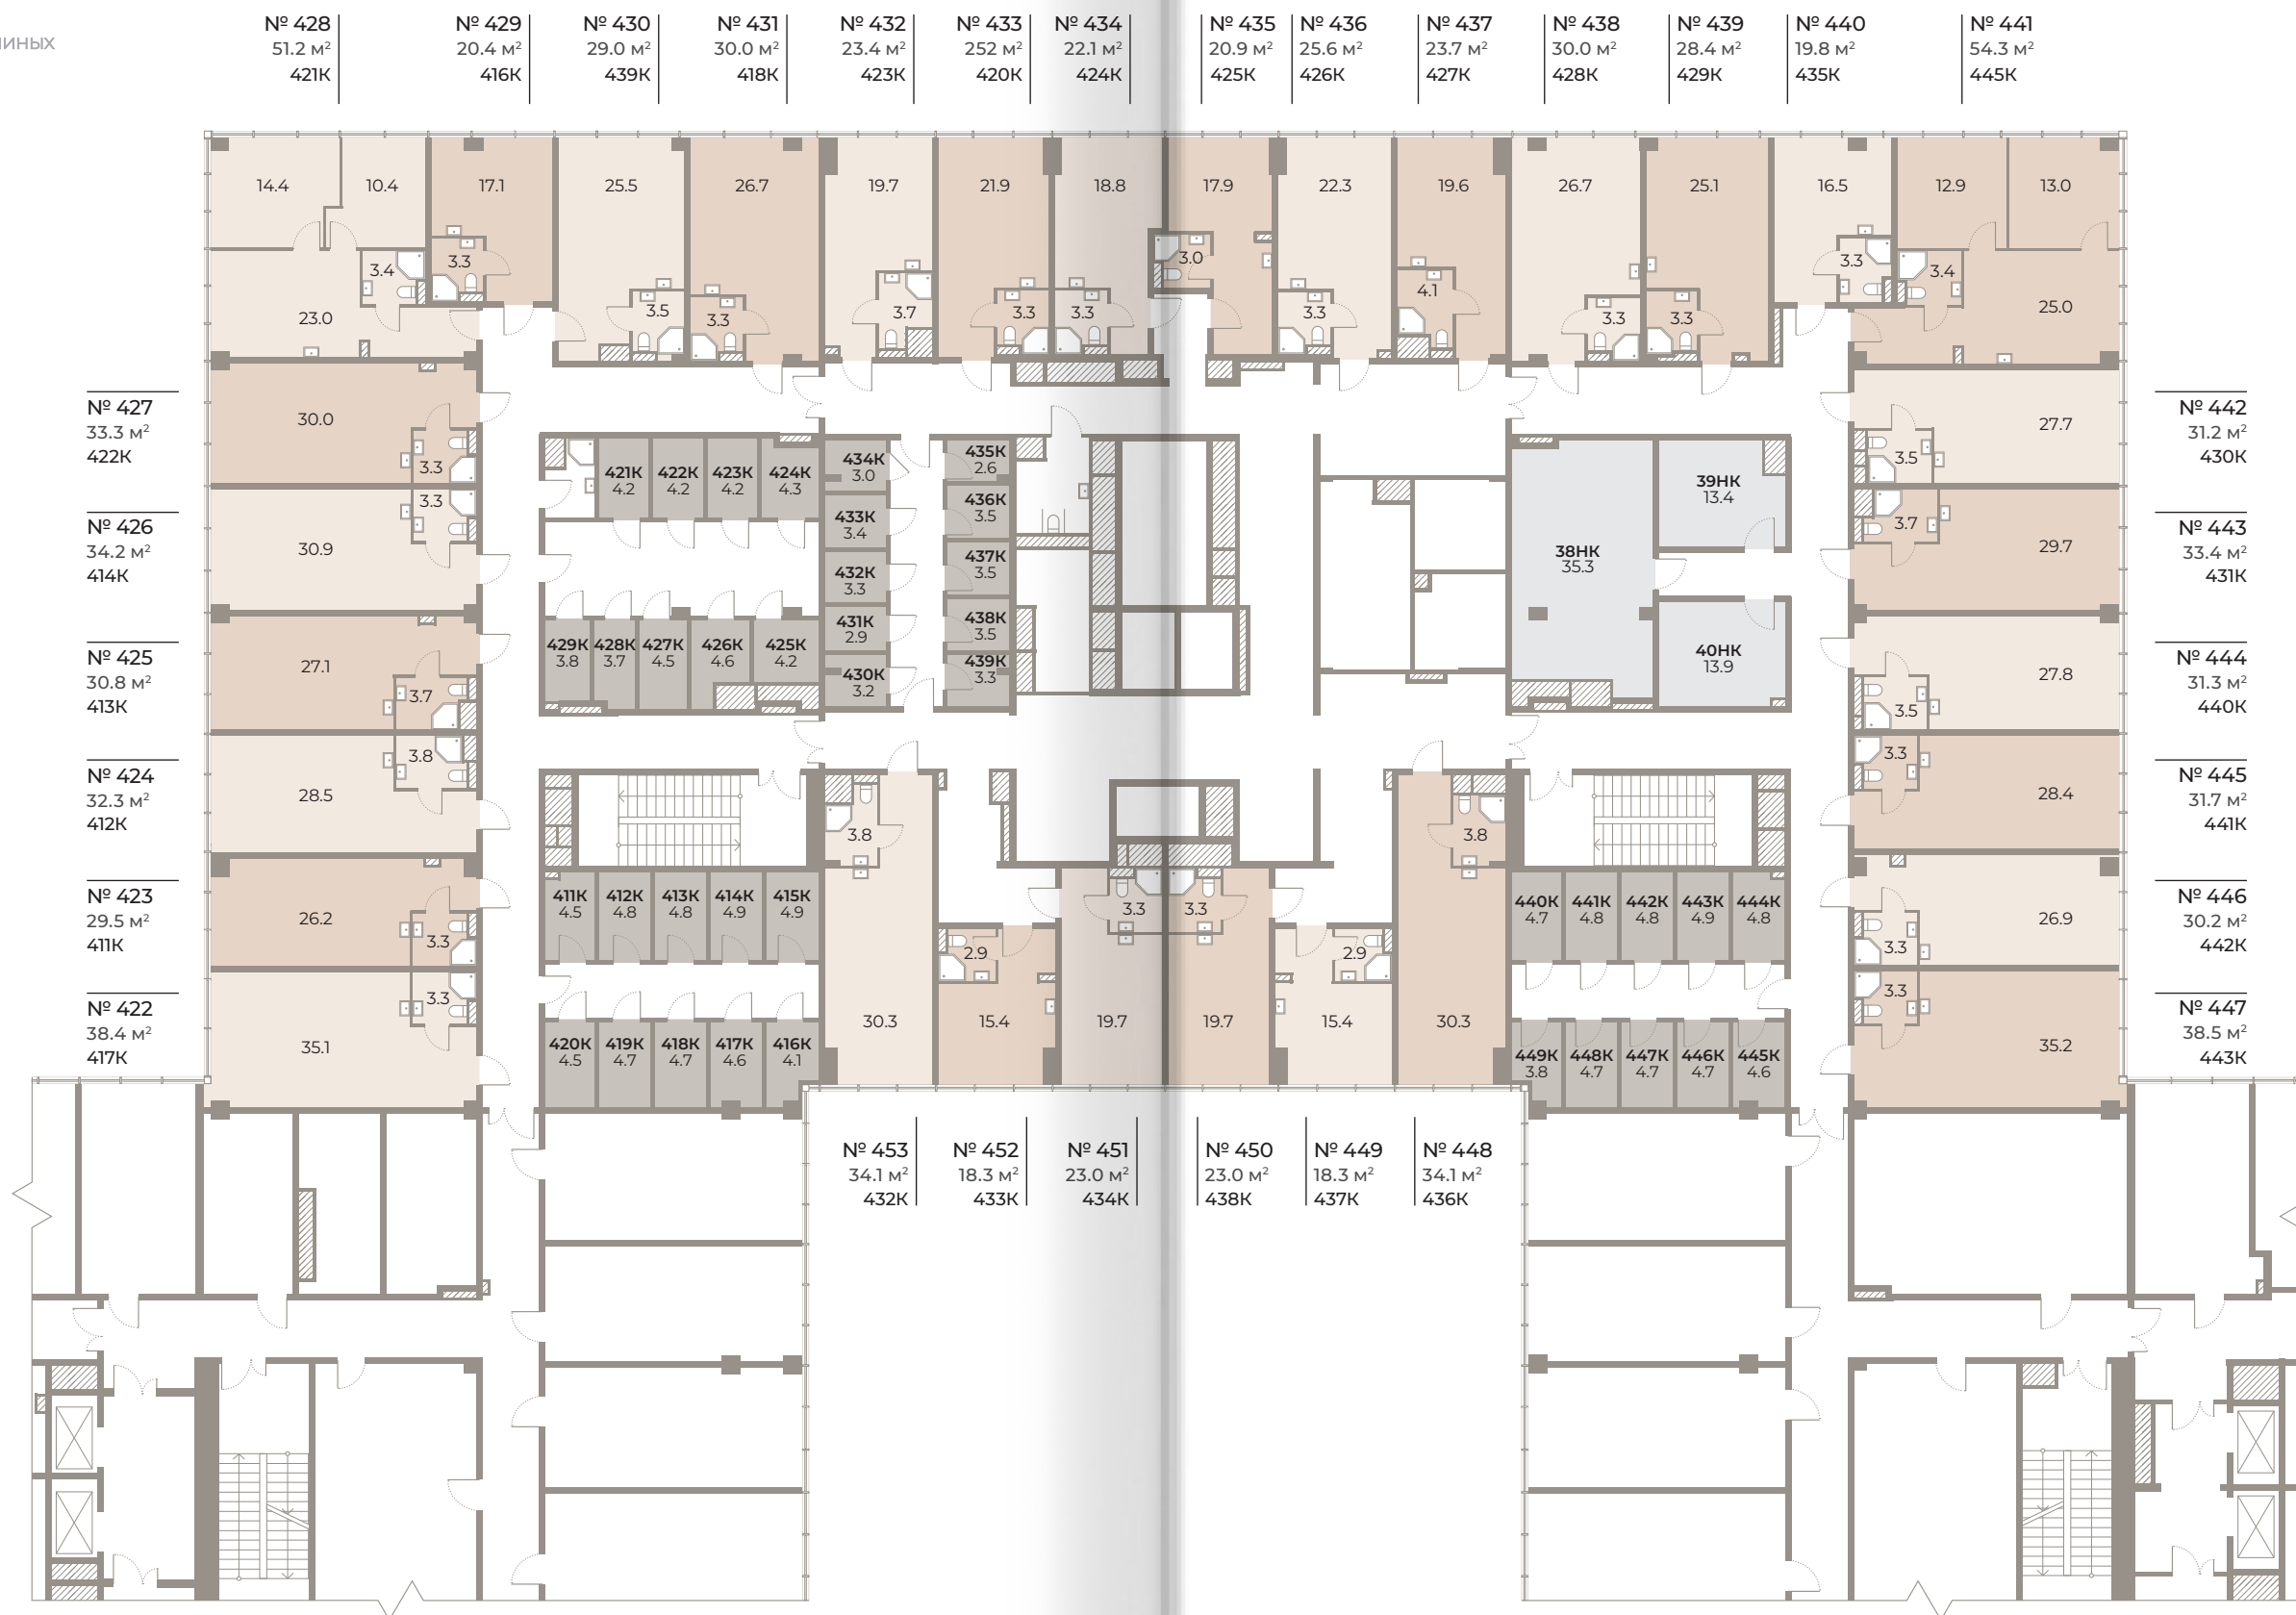 № 428
51.2 м²
421К
№ 429
20.4 м²
416К
№ 430
29.0 м²
439К
№ 431
30.0 м²
418К
№ 432
23.4 м²
423К
№ 433
252 м²
420К
№ 434
22.1 м²
424К
№ 435
20.9 м²
425К
№ 436
25.6 м²
426К
№ 437
23.7 м²
427К
№ 438
30.0 м²
428К
№ 439
28.4 м²
429К
№ 440
19.8 м²
435К
№ 441
54.3 м²
445К
14.4
10.4
17.1
25.5
26.7
19.7
21.9
18.8
17.9
22.3
19.6
26.7
25.1
16.5
12.9
13.0
3.4
3.3
3.5
3.3
3.7
3.3
3.3
3.0
3.3
4.1
3.3
3.3
3.3
3.4
23.0
25.0
№ 427
33.3 м²
422К
30.0
3.3
№ 426
34.2 м²
414К
3.3
30.9
№ 425
30.8 м²
413К
27.1
3.7
№ 424
32.3 м²
412К
3.8
28.5
№ 423
29.5 м²
411К
26.2
3.3
№ 422
38.4 м²
417К
3.3
35.1
421К
4.2
422К
4.2
423К
4.2
424К
4.3
434К
3.0
435К
2.6
433К
3.4
436К
3.5
432К
3.3
437К
3.5
431К
2.9
438К
3.5
430К
3.2
439К
3.3
429К
3.8
428К
3.7
427К
4.5
426К
4.6
425К
4.2
38НК
35.3
39НК
13.4
40НК
13.9
27.7
3.5
№ 442
31.2 м²
430К
3.7
29.7
№ 443
33.4 м²
431К
27.8
3.5
№ 444
31.3 м²
440К
3.3
28.4
№ 445
31.7 м²
441К
26.9
3.3
№ 446
30.2 м²
442К
3.3
35.2
№ 447
38.5 м²
443К
411К
4.5
412К
4.8
413К
4.8
414К
4.9
415К
4.9
420К
4.5
419К
4.7
418К
4.7
417К
4.6
416К
4.1
3.8
30.3
2.9
15.4
3.3
19.7
3.3
19.7
2.9
15.4
3.8
30.3
440К
4.7
441К
4.8
442К
4.8
443К
4.9
444К
4.8
449К
3.8
448К
4.7
447К
4.7
446К
4.7
445К
4.6
№ 453
34.1 м²
432К
№ 452
18.3 м²
433К
№ 451
23.0 м²
434К
№ 450
23.0 м²
438К
№ 449
18.3 м²
437К
№ 448
34.1 м²
436К